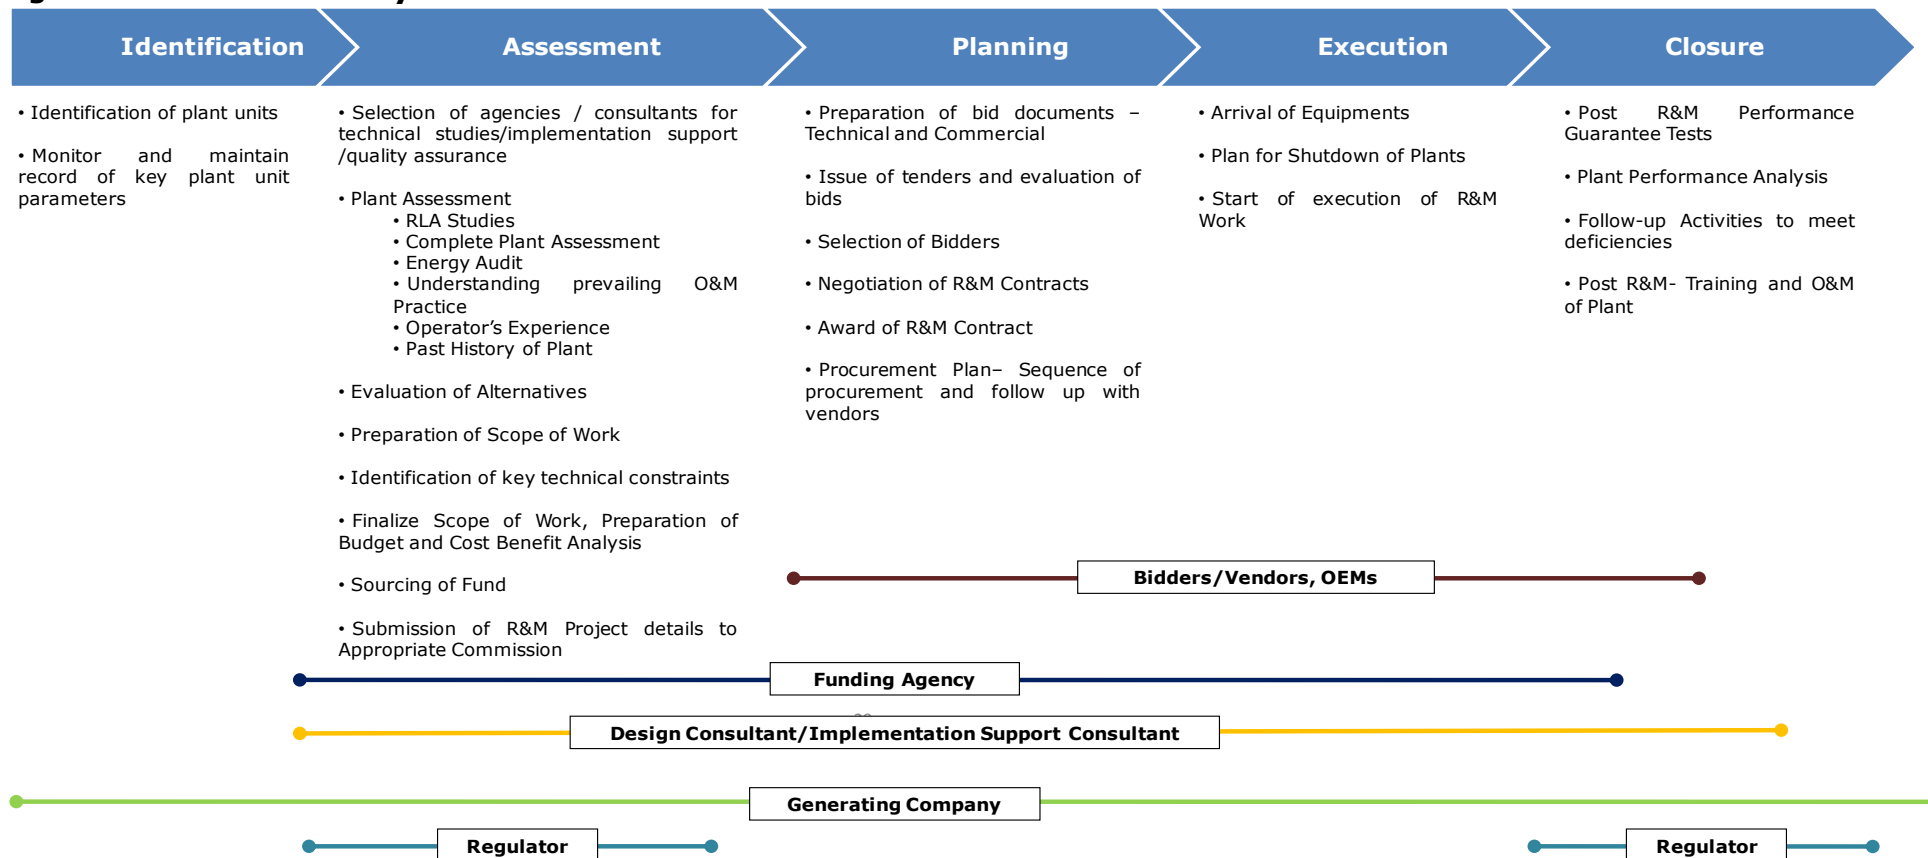 Identification
Assessment
Planning
Execution
Closure
• Identification of plant units
• Monitor and maintain
record of key plant unit
parameters
• Selection of agencies / consultants for
technical studies/implementation support
/quality assurance
• Plant Assessment
• RLA Studies
• Complete Plant Assessment
• Energy Audit
• Understanding prevailing O&M
Practice
• Operator’s Experience
• Past History of Plant
• Evaluation of Alternatives
• Preparation of Scope of Work
• Identification of key technical constraints
• Finalize Scope of Work, Preparation of
Budget and Cost Benefit Analysis
• Sourcing of Fund
• Submission of R&M Project details to
Appropriate Commission
• Preparation of bid documents –
Technical and Commercial
• Issue of tenders and evaluation of
bids
• Selection of Bidders
• Negotiation of R&M Contracts
• Award of R&M Contract
• Procurement Plan– Sequence of
procurement and follow up with
vendors
• Arrival of Equipments
• Plan for Shutdown of Plants
• Start of execution of R&M
Work
• Post R&M Performance
Guarantee Tests
• Plant Performance Analysis
• Follow-up Activities to meet
deficiencies
• Post R&M- Training and O&M
of Plant
Bidders/Vendors, OEMs
Funding Agency
Design Consultant/Implementation Support Consultant
Generating Company
Regulator
Regulator